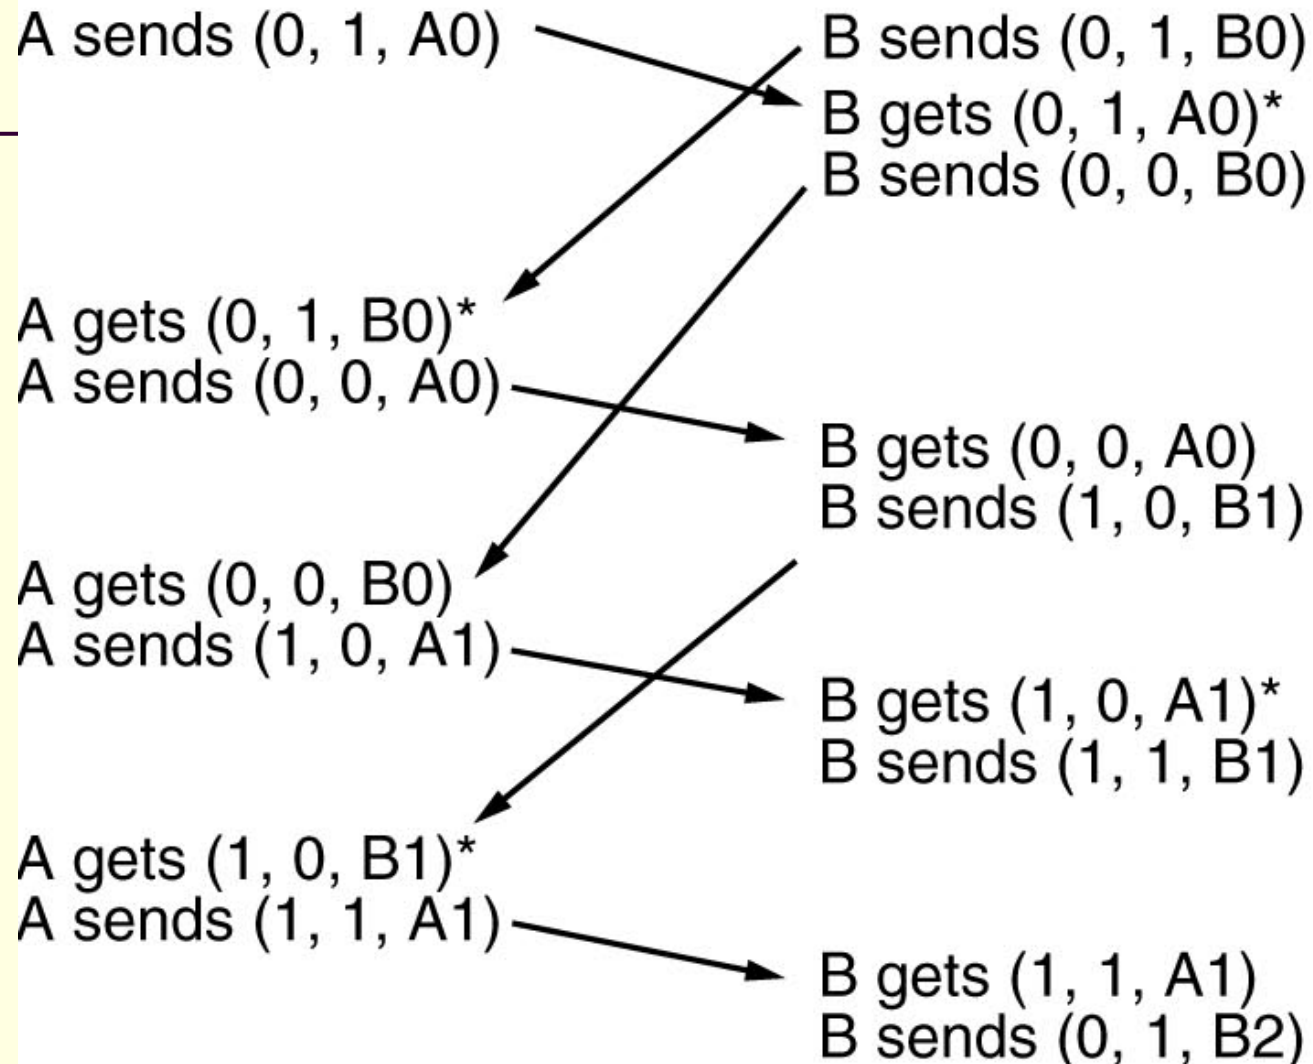 A sends (0, 1, A0)
B sends (0, 1, B0)
B gets (0, 1, A0)*
B sends (0, 0, B0)
A gets (0, 1, B0)*
A sends (0, 0, A0)
B gets (0, 0, A0)
B sends (1, 0, B1)
A gets (0, 0, B0)
A sends (1, 0, A1)
B gets (1, 0, A1)*
B sends (1, 1, B1)
A gets (1, 0, B1)*
A sends (1, 1, A1)
B gets (1, 1, A1)
B sends (0, 1, B2)